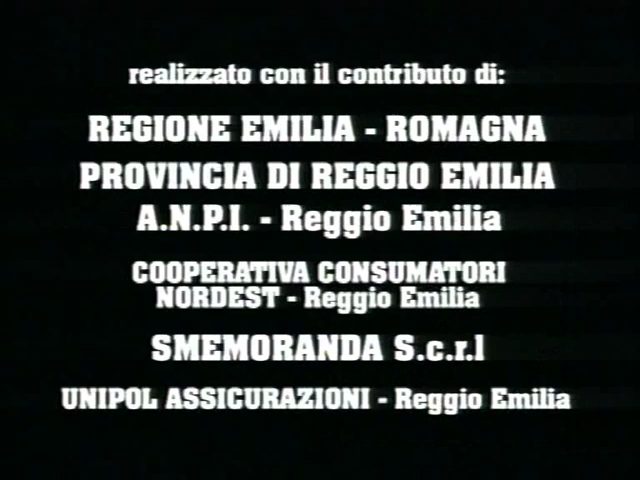 realizzato con il contributo di:
REGIONE EMILIA - ROMAGNA
PROVINCIA DI REGGIO EMILIA
A.N.P.I. - Reggio Emilia
COOPERATIVA CONSUMATORI
NORDEST - Reggio Emilia
SMEMORANDA S.c.r.l
UNIPOL ASSICURAZIONI - Reggio Emilia